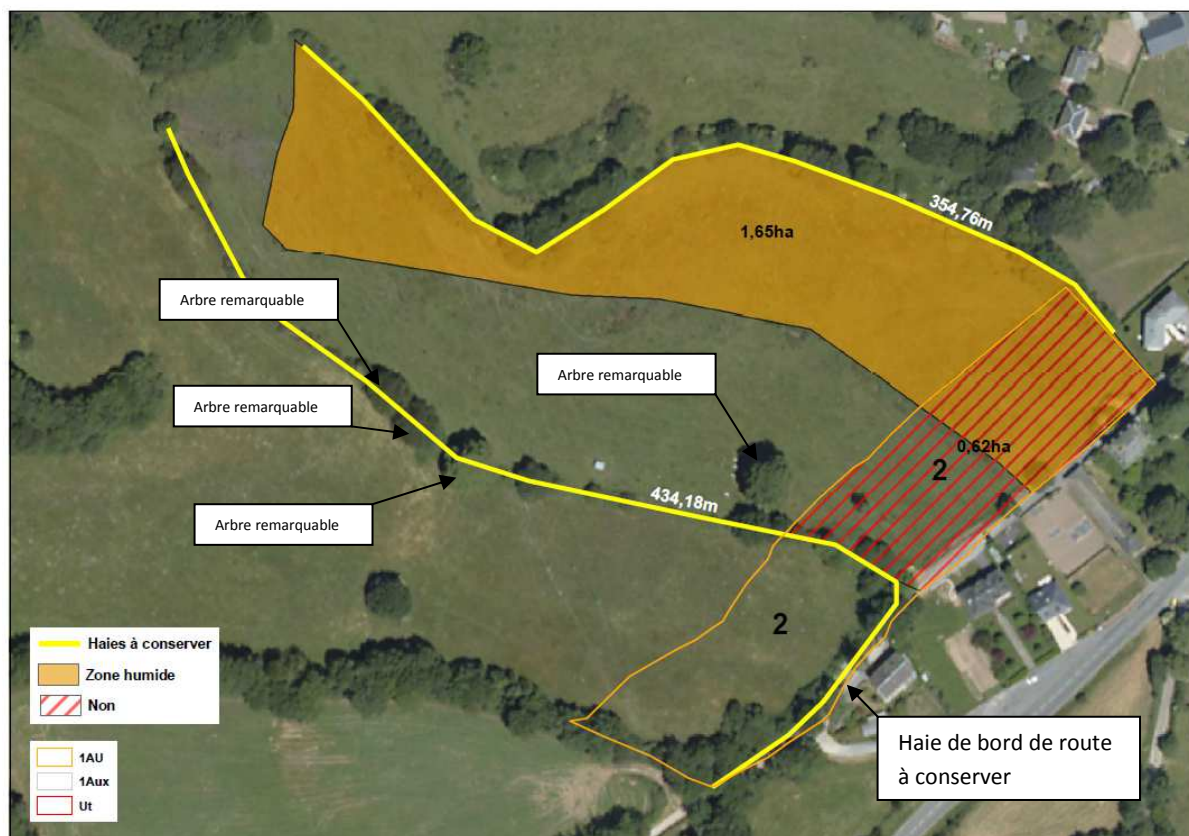 354,76m
1,65ha
Arbre remarquable
Arbre remarquable
Arbre remarquable
0,62ha
2
434,18m
Arbre remarquable
2
Haies à conserver
Zone humide
Non
1AU
1Aux
Ut
Haie de bord de route
à conserver